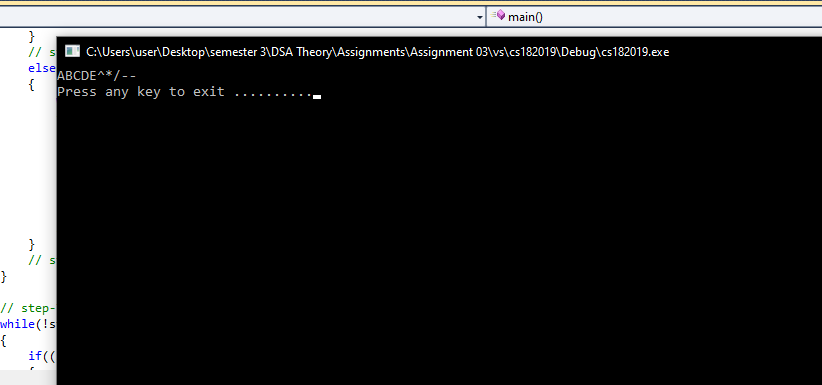 main()
}
// s
else
{
C:\Users\user\Desktop\semester 3\DSA Theory\Assignments\Assignment 03\vs\cs182019\Debug\cs182019.exe
ABCDE^*/--
Press any key to exit ..........
}
// s
}
// step-
while(!s
{
if((
{